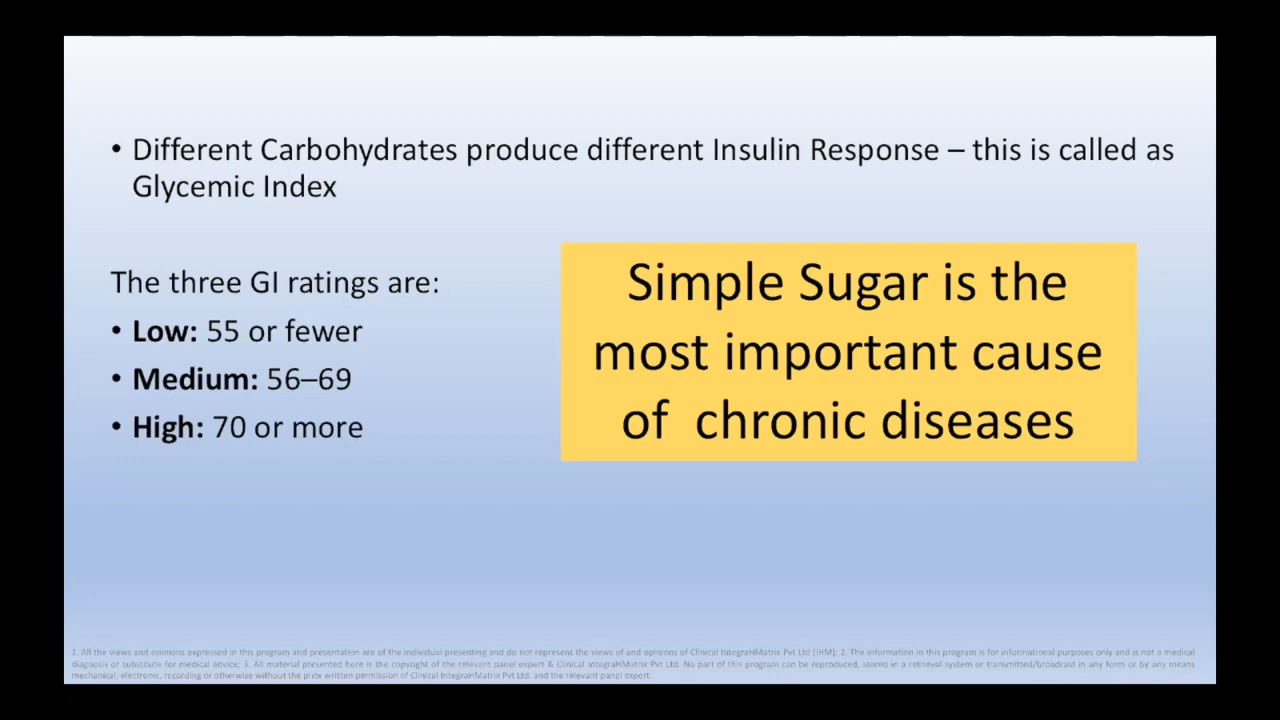 • Different Carbohydrates produce different Insulin Response – this is called as
Glycemic Index
The three GI ratings are:
• Low: 55 or fewer
• Medium: 56–69
• High: 70 or more
Simple Sugar is the
most important cause
of chronic diseases
1. All the views and opinions expressed in this program and presentation are of the individual presenting and do not represent the views of and opinions of Clinical IntegraHMatrix Pvt Ltd (IHM); 2. The information in this program is for informational purposes only and is not a medical
diagnosis or substitute for medical advice; 3. All material presented here is the copyright of the relevant panel expert & Clinical IntegraHMatrix Pvt Ltd. No part of this program can be reproduced, stored in a retrieval system or transmitted/broadcast in any form or by any means
mechanical, electronic, recording or otherwise without the prior written permission of Clinical IntegraHMatrix Pvt Ltd. and the relevant panel expert.